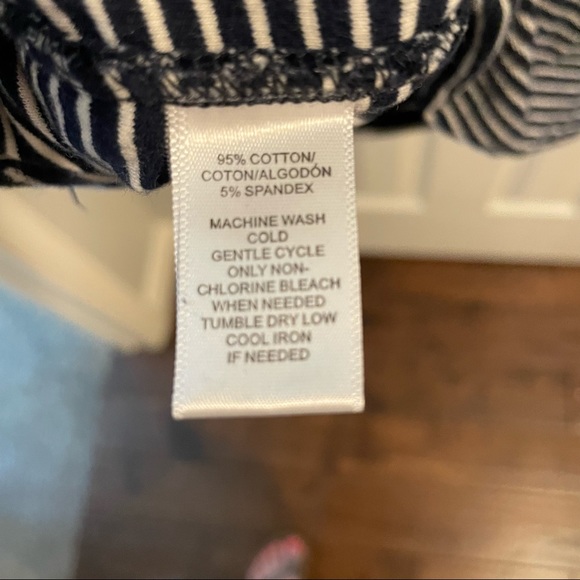 95% COTTON/
COTON/ALGODÓN
5% SPANDEX
MACHINE WASH
COLD
GENTLE CYCLE
ONLY NON-
CHLORINE BLEACH
WHEN NEEDED
TUMBLE DRY LOW
COOL IRON
IF NEEDED